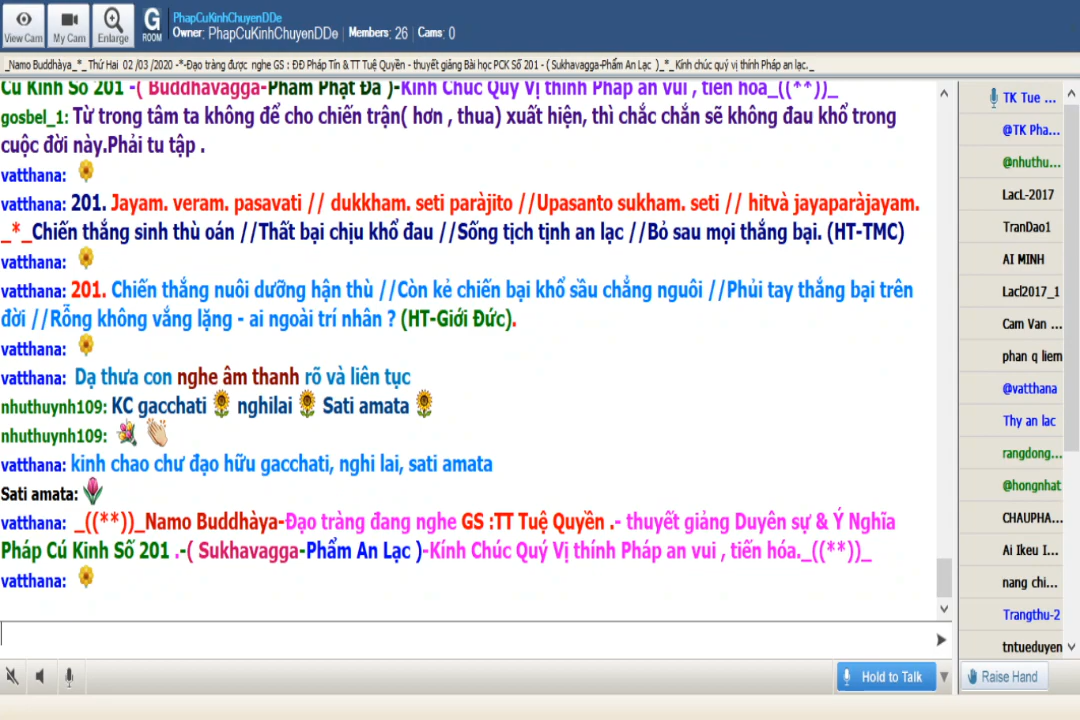 View Cam
My Cam
Enlarge
G
ROOM
PhapCuKinhChuyenDDe
Owner: PhapCuKinhChuyenDDe | Members: 26 | Cams: 0
_Namo Buddhàya_*_ Thứ Hai 02 /03 /2020 -*-Đạo tràng được nghe GS : ĐĐ Pháp Tín & TT Tuệ Quyền - thuyết giảng Bài học PCK Số 201 - ( Sukhavagga-Phẩm An Lạc )_*_Kính chúc quý vị thính Pháp an lạc._
Cú Kinh Số 201 -( Buddhavagga-Phẩm Phật Đà )-Kính Chúc Quý Vị thính Pháp an vui , tiến hóa_((**))_
gosbel_1: Từ trong tâm ta không để cho chiến trận( hơn , thua) xuất hiện, thì chắc chắn sẽ không đau khổ trong
cuộc đời này.Phải tu tập .
vatthana:
vatthana: 201. Jayam. veram. pasavati // dukkham. seti paràjito //Upasanto sukham. seti // hitvà jayaparàjayam.
_*_Chiến thắng sinh thù oán //Thất bại chịu khổ đau //Sống tịch tịnh an lạc //Bỏ sau mọi thắng bại. (HT-TMC)
vatthana:
vatthana: 201. Chiến thắng nuôi dưỡng hận thù //Còn kẻ chiến bại khổ sầu chẳng nguôi //Phủi tay thắng bại trên
đời //Rỗng không vắng lặng - ai ngoài trí nhân ? (HT-Giới Đức).
vatthana:
vatthana: Dạ thưa con nghe âm thanh rõ và liên tục
nhuthuynh109: KC gacchati nghilai Sati amata
nhuthuynh109:
vatthana: kinh chao chư đạo hữu gacchati, nghi lai, sati amata
Sati amata:
vatthana: _((**))_Namo Buddhàya-Đạo tràng đang nghe GS :TT Tuệ Quyền .- thuyết giảng Duyên sự & Ý Nghĩa
Pháp Cú Kinh Số 201 .-( Sukhavagga-Phẩm An Lạc )-Kính Chúc Quý Vị thính Pháp an vui , tiến hóa._((**))_
vatthana:
TK Tue ...
@TK Pha...
@nhuthu...
LacL-2017
TranDao1
AI MINH
Lacl2017_1
Cam Van ...
phan q liem
@vatthana
Thy an lac
rangdong...
@hongnhat
CHAUPHA...
Ai Ikeu I...
nang chi...
Trangthu-2
tntueduyen
Hold to Talk
Raise Hand